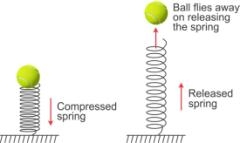 Ball flies away
on releasing
the spring
Compressed
spring
Released
spring